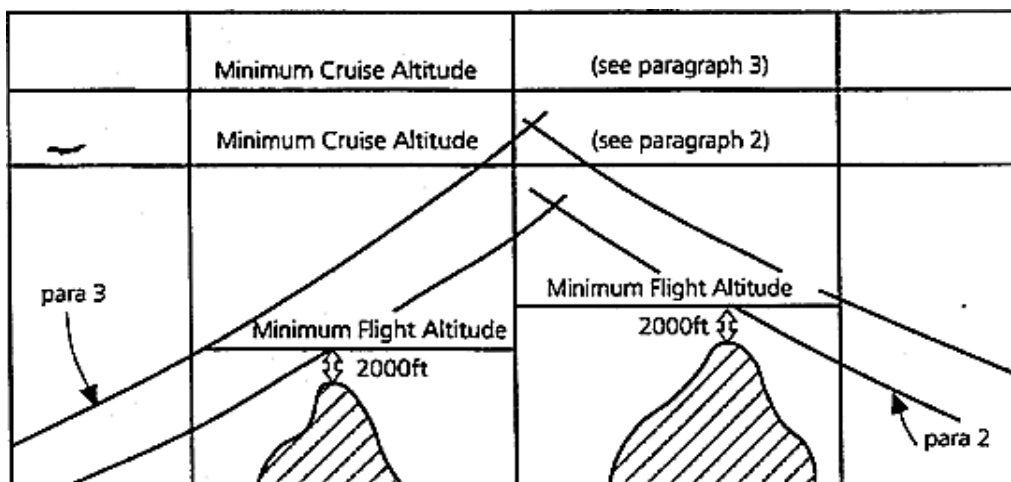 Minimum Cruise Altitude (see paragraph 3)
Minimum Cruise Altitude (see paragraph 2)
para 3
Minimum Flight Altitude
2000ft
Minimum Flight Altitude
2000ft
para 2